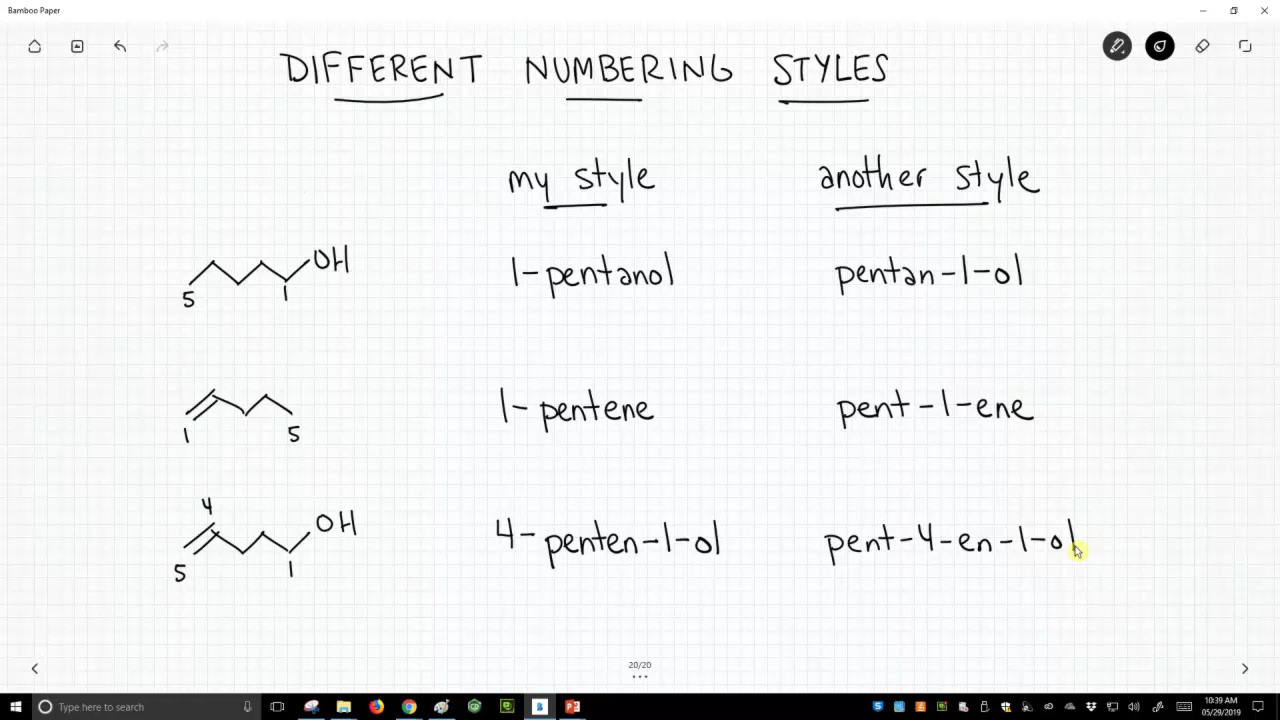 Bamboo Paper
DIFFERENT NUMBERING STYLES
my style another style
OH
5 1
1-pentanol pentan-1-ol
1 5
1-pentene pent-1-ene
4
OH
5 1
4-penten-1-ol pent-4-en-1-ol
20/20
Type here to search
10:39 AM
05/29/2019